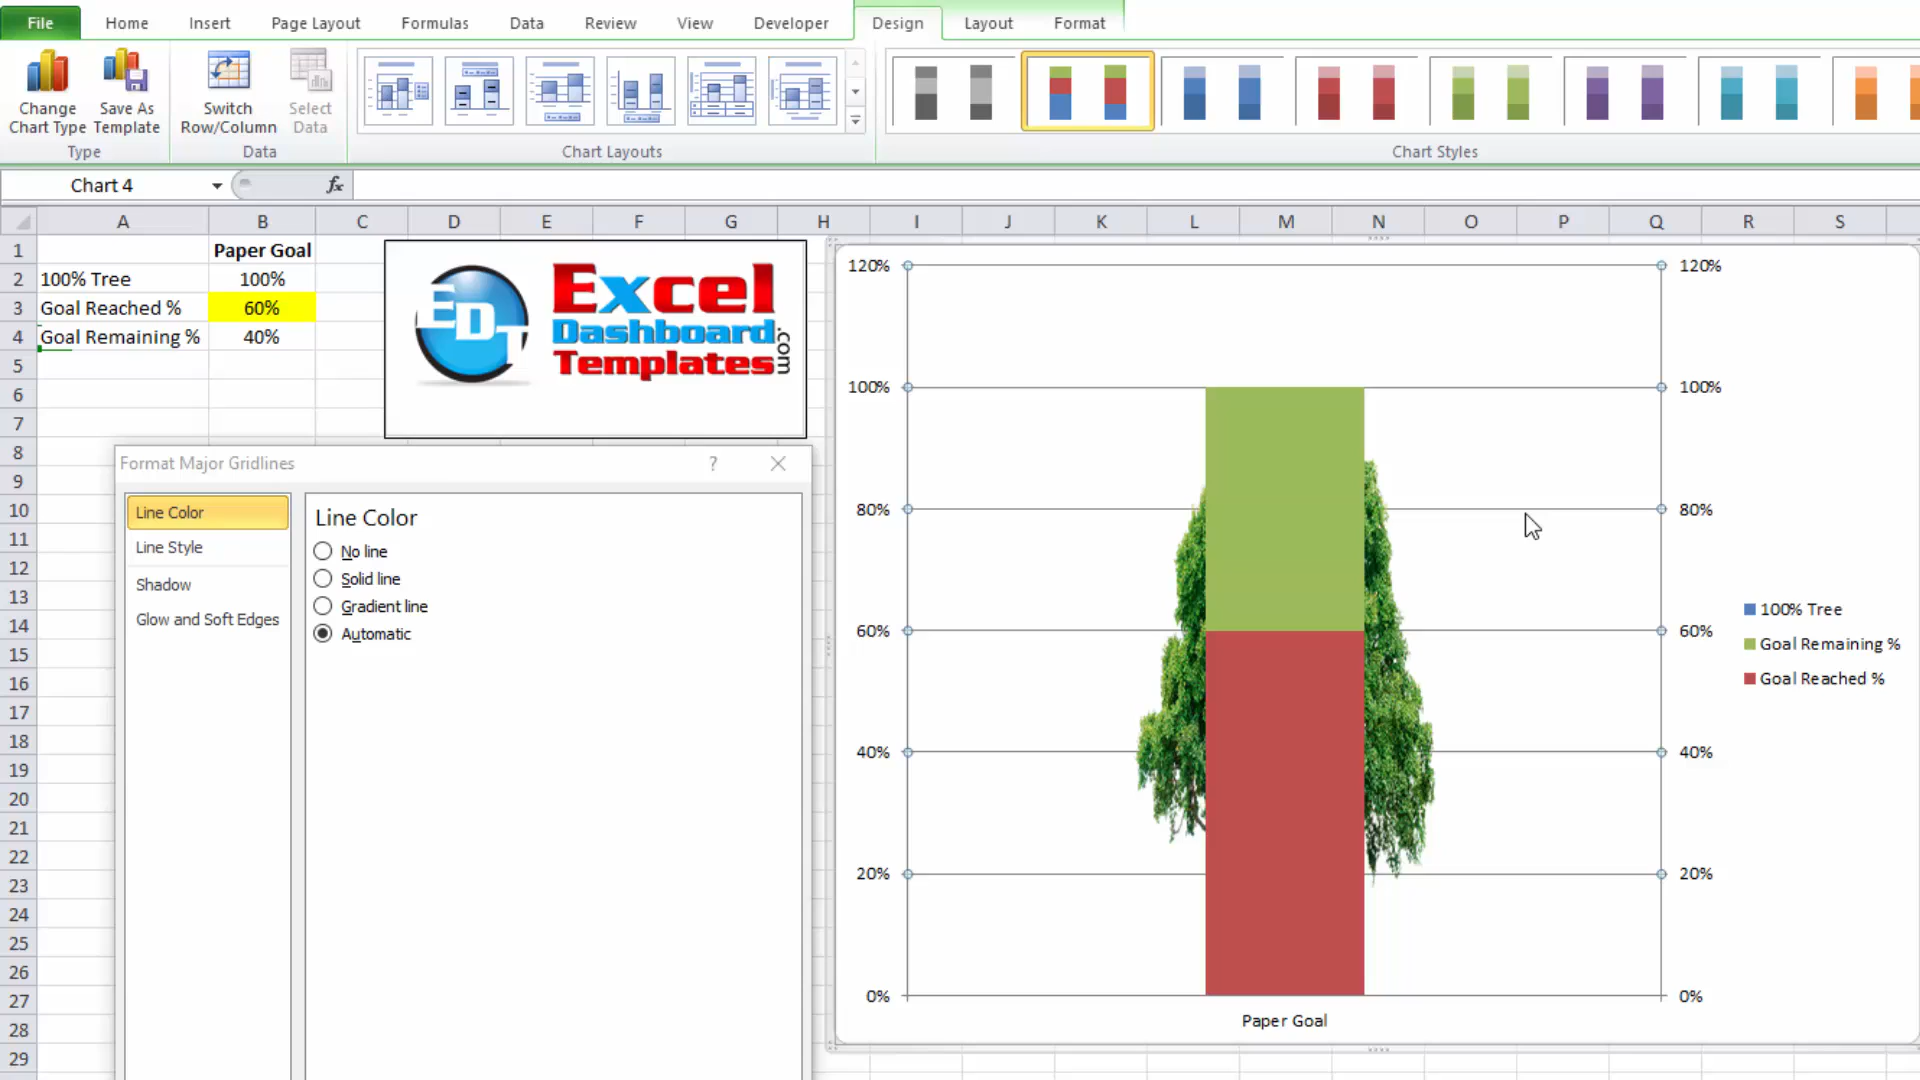 File Home Insert Page Layout Formulas Data Review View Developer Design Layout Format
Change Chart Type
Save As Template
Switch Row/Column
Select Data
Type Data Chart Layouts Chart Styles
Chart 4 fx
A B C D E F G H I J K L M N O P Q R S
1 Paper Goal
2 100% Tree 100%
3 Goal Reached % 60%
4 Goal Remaining % 40%
5
6
7
8
9
10
11
12
13
14
15
16
17
18
19
20
21
22
23
24
25
26
27
28
29
EDT
Excel
Dashboard
Templates
.com
Format Major Gridlines ?
Line Color
Line Style
Shadow
Glow and Soft Edges
Line Color
No line
Solid line
Gradient line
Automatic
120% 120%
100% 100%
80% 80%
60% 60%
40% 40%
20% 20%
0% 0%
Paper Goal
100% Tree
Goal Remaining %
Goal Reached %